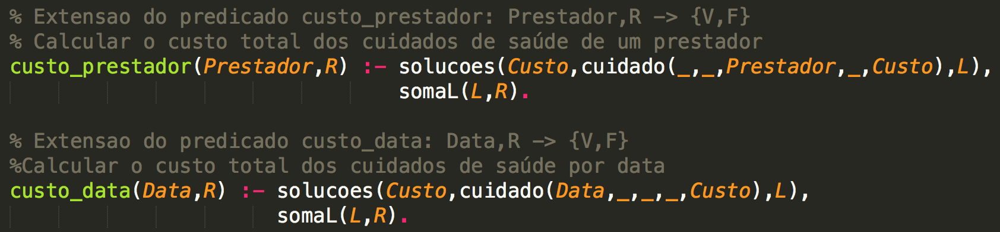 % Extensao do predicado custo_prestador: Prestador,R —> {V,F}
% Calcular o custo total dos cuidados de saúde de um prestador
custo_prestador(Prestador,R) :- solucoes(Custo,cuidado(_,_,Prestador,_,Custo),L),
somaL(L,R).
% Extensao do predicado custo_data: Data,R —> {V,F}
%Calcular o custo total dos cuidados de saúde por data
custo_data(Data,R) :- solucoes(Custo,cuidado(Data,_,_,_,Custo),L),
somaL(L,R).